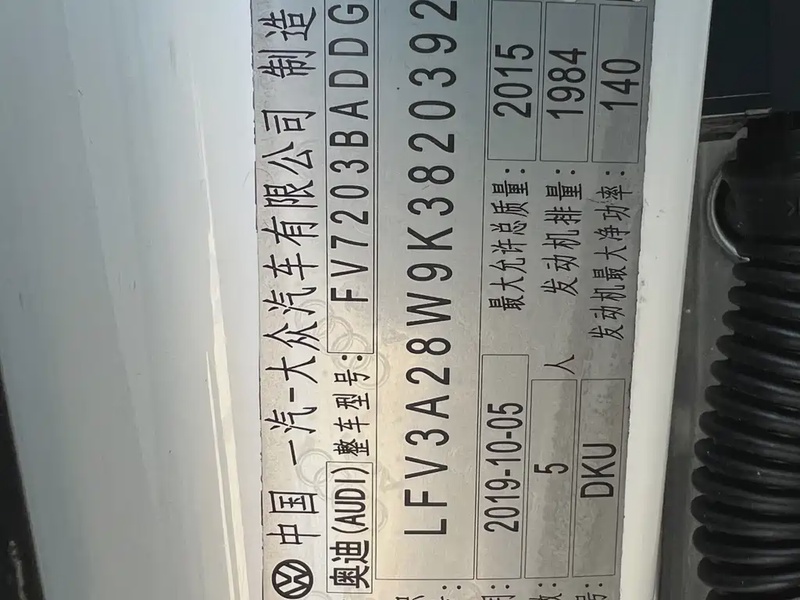 中国 一汽-大众汽车有限公司 制造
奥迪(AUDI) 整车型号: FV7203BADDG
LFV3A28W9K3820392
2019-10-05 最大允许总质量: 2015
5 人 发动机排量: 1984
DKU 发动机最大净功率: 140